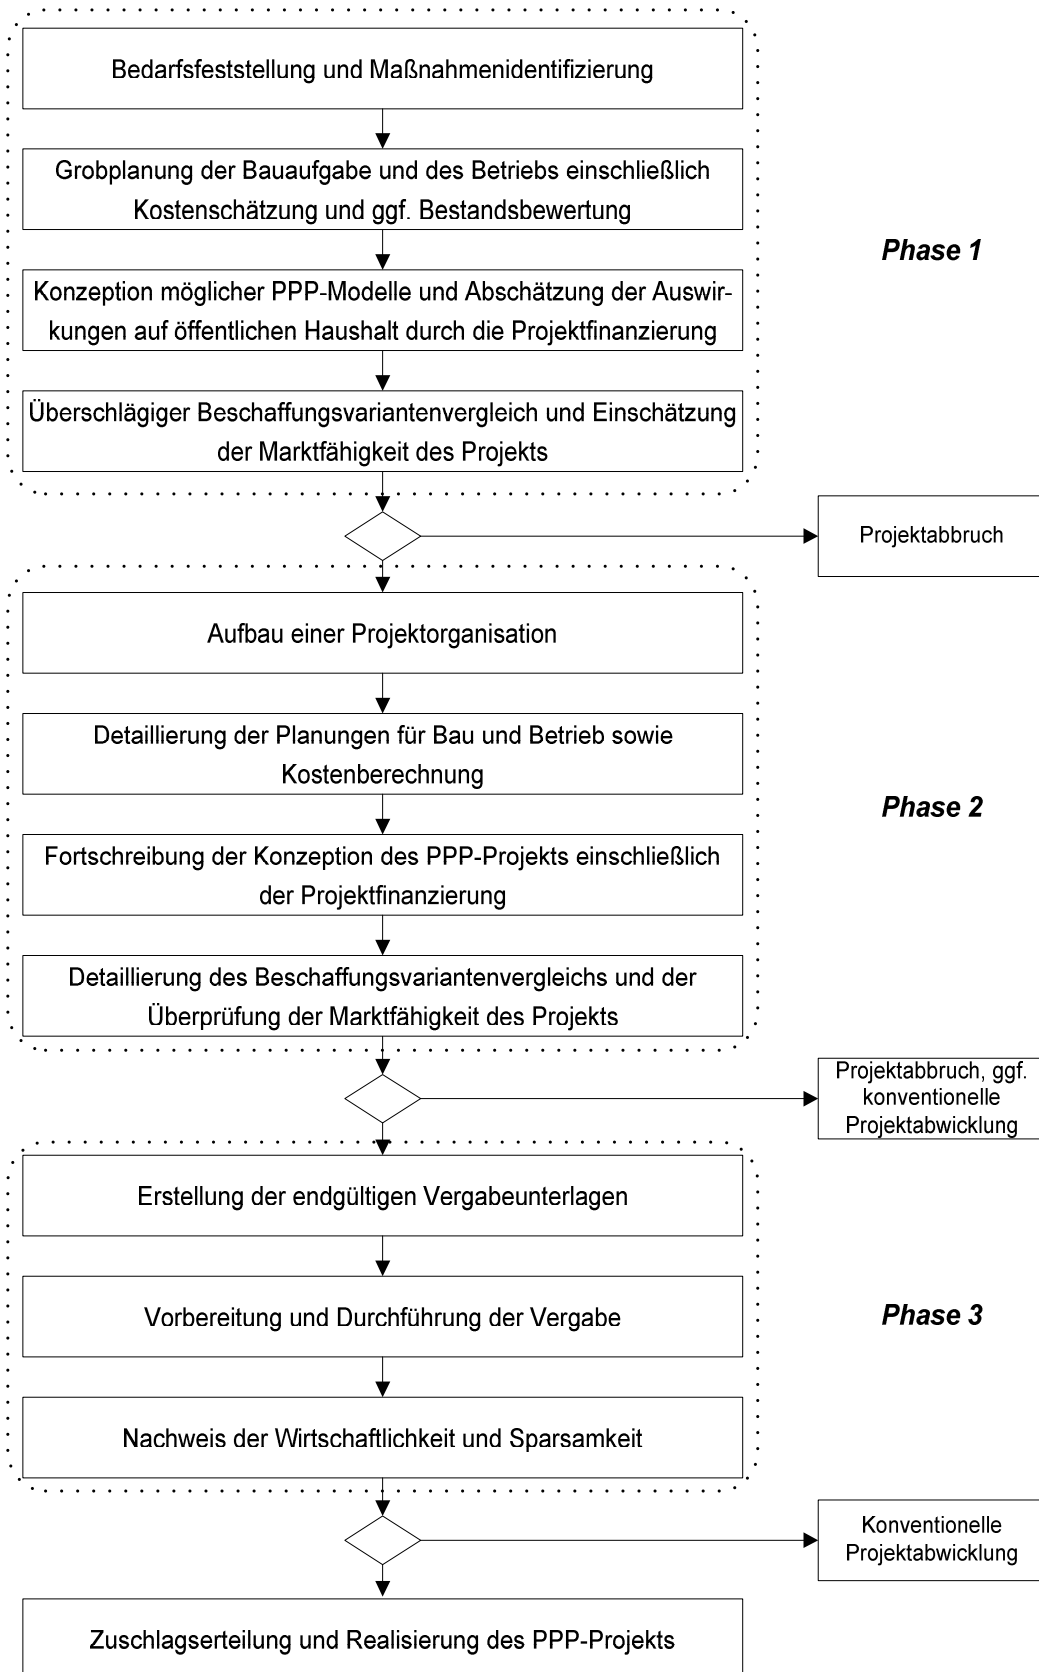 Bedarfsfeststellung und Maßnahmenidentifizierung
Grobplanung der Bauaufgabe und des Betriebs einschließlich
Kostenschätzung und ggf. Bestandsbewertung
Phase 1
Konzeption möglicher PPP-Modelle und Abschätzung der Auswir-
kungen auf öffentlichen Haushalt durch die Projektfinanzierung
Überschlägiger Beschaffungsvariantenvergleich und Einschätzung
der Marktfähigkeit des Projekts
Projektabbruch
Aufbau einer Projektorganisation
Detaillierung der Planungen für Bau und Betrieb sowie
Kostenberechnung
Phase 2
Fortschreibung der Konzeption des PPP-Projekts einschließlich
der Projektfinanzierung
Detaillierung des Beschaffungsvariantenvergleichs und der
Überprüfung der Marktfähigkeit des Projekts
Projektabbruch, ggf.
konventionelle
Projektabwicklung
Erstellung der endgültigen Vergabeunterlagen
Vorbereitung und Durchführung der Vergabe
Phase 3
Nachweis der Wirtschaftlichkeit und Sparsamkeit
Konventionelle
Projektabwicklung
Zuschlagserteilung und Realisierung des PPP-Projekts